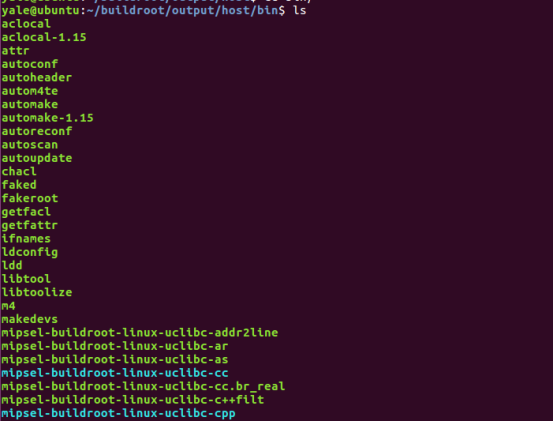 yale@ubuntu:~/buildroot/output/host/bin$ ls
aclocal
aclocal-1.15
attr
autoconf
autoheader
autom4te
automake
automake-1.15
autoreconf
autoscan
autoupdate
chacl
faked
fakeroot
getfacl
getfattr
ifnames
ldconfig
ldd
libtool
libtoolize
m4
makedevs
mipsel-buildroot-linux-uclibc-addr2line
mipsel-buildroot-linux-uclibc-ar
mipsel-buildroot-linux-uclibc-as
mipsel-buildroot-linux-uclibc-cc
mipsel-buildroot-linux-uclibc-cc.br_real
mipsel-buildroot-linux-uclibc-c++filt
mipsel-buildroot-linux-uclibc-cpp